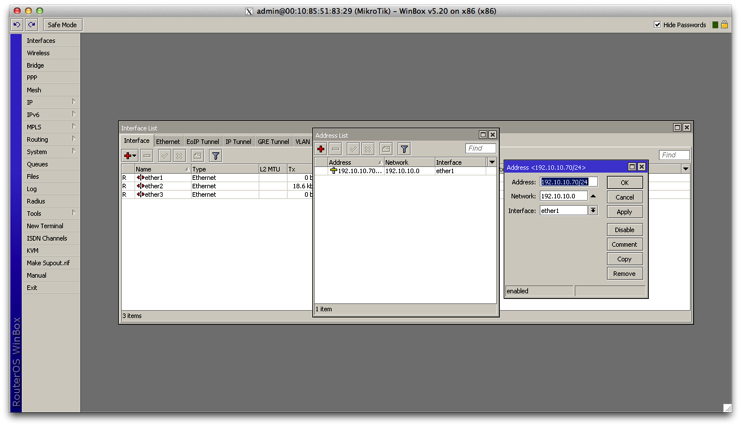 admin@00:10:B5:51:83:29 (MikroTik) – WinBox v5.20 on x86 (x86)
Safe Mode
Hide Passwords
Interfaces
Wireless
Bridge
PPP
Mesh
IP
IPv6
MPLS
Routing
System
Queues
Files
Log
Radius
Tools
New Terminal
ISDN Channels
KVM
Make Supout.rif
Manual
Exit
RouterOS WinBox
Interface List
Interface Ethernet EoIP Tunnel IP Tunnel GRE Tunnel VLAN
Find
Name Type L2 MTU Tx
R ether1 Ethernet 0 b
R ether2 Ethernet 18.6 kb
R ether3 Ethernet 0 b
3 items
Address List
Find
Address Network Interface
192.10.10.70... 192.10.10.0 ether1
1 item
Address <192.10.10.70/24>
Address: 192.10.10.70/24
Network: 192.10.10.0
Interface: ether1
OK
Cancel
Apply
Disable
Comment
Copy
Remove
enabled